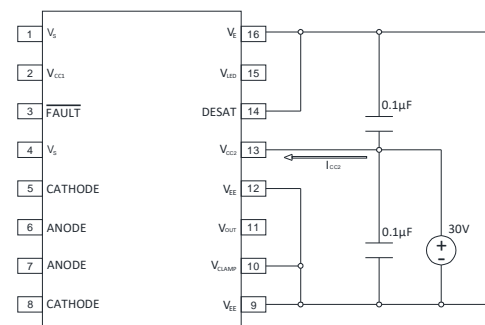 1 VS VE 16
2 VCC1 VLED 15
3 FAULT DESAT 14
0.1µF
4 VS VCC2 13
ICC2
5 CATHODE VEE 12
6 ANODE VOUT 11
0.1µF 30V
+
-
7 ANODE VCLAMP 10
8 CATHODE VEE 9